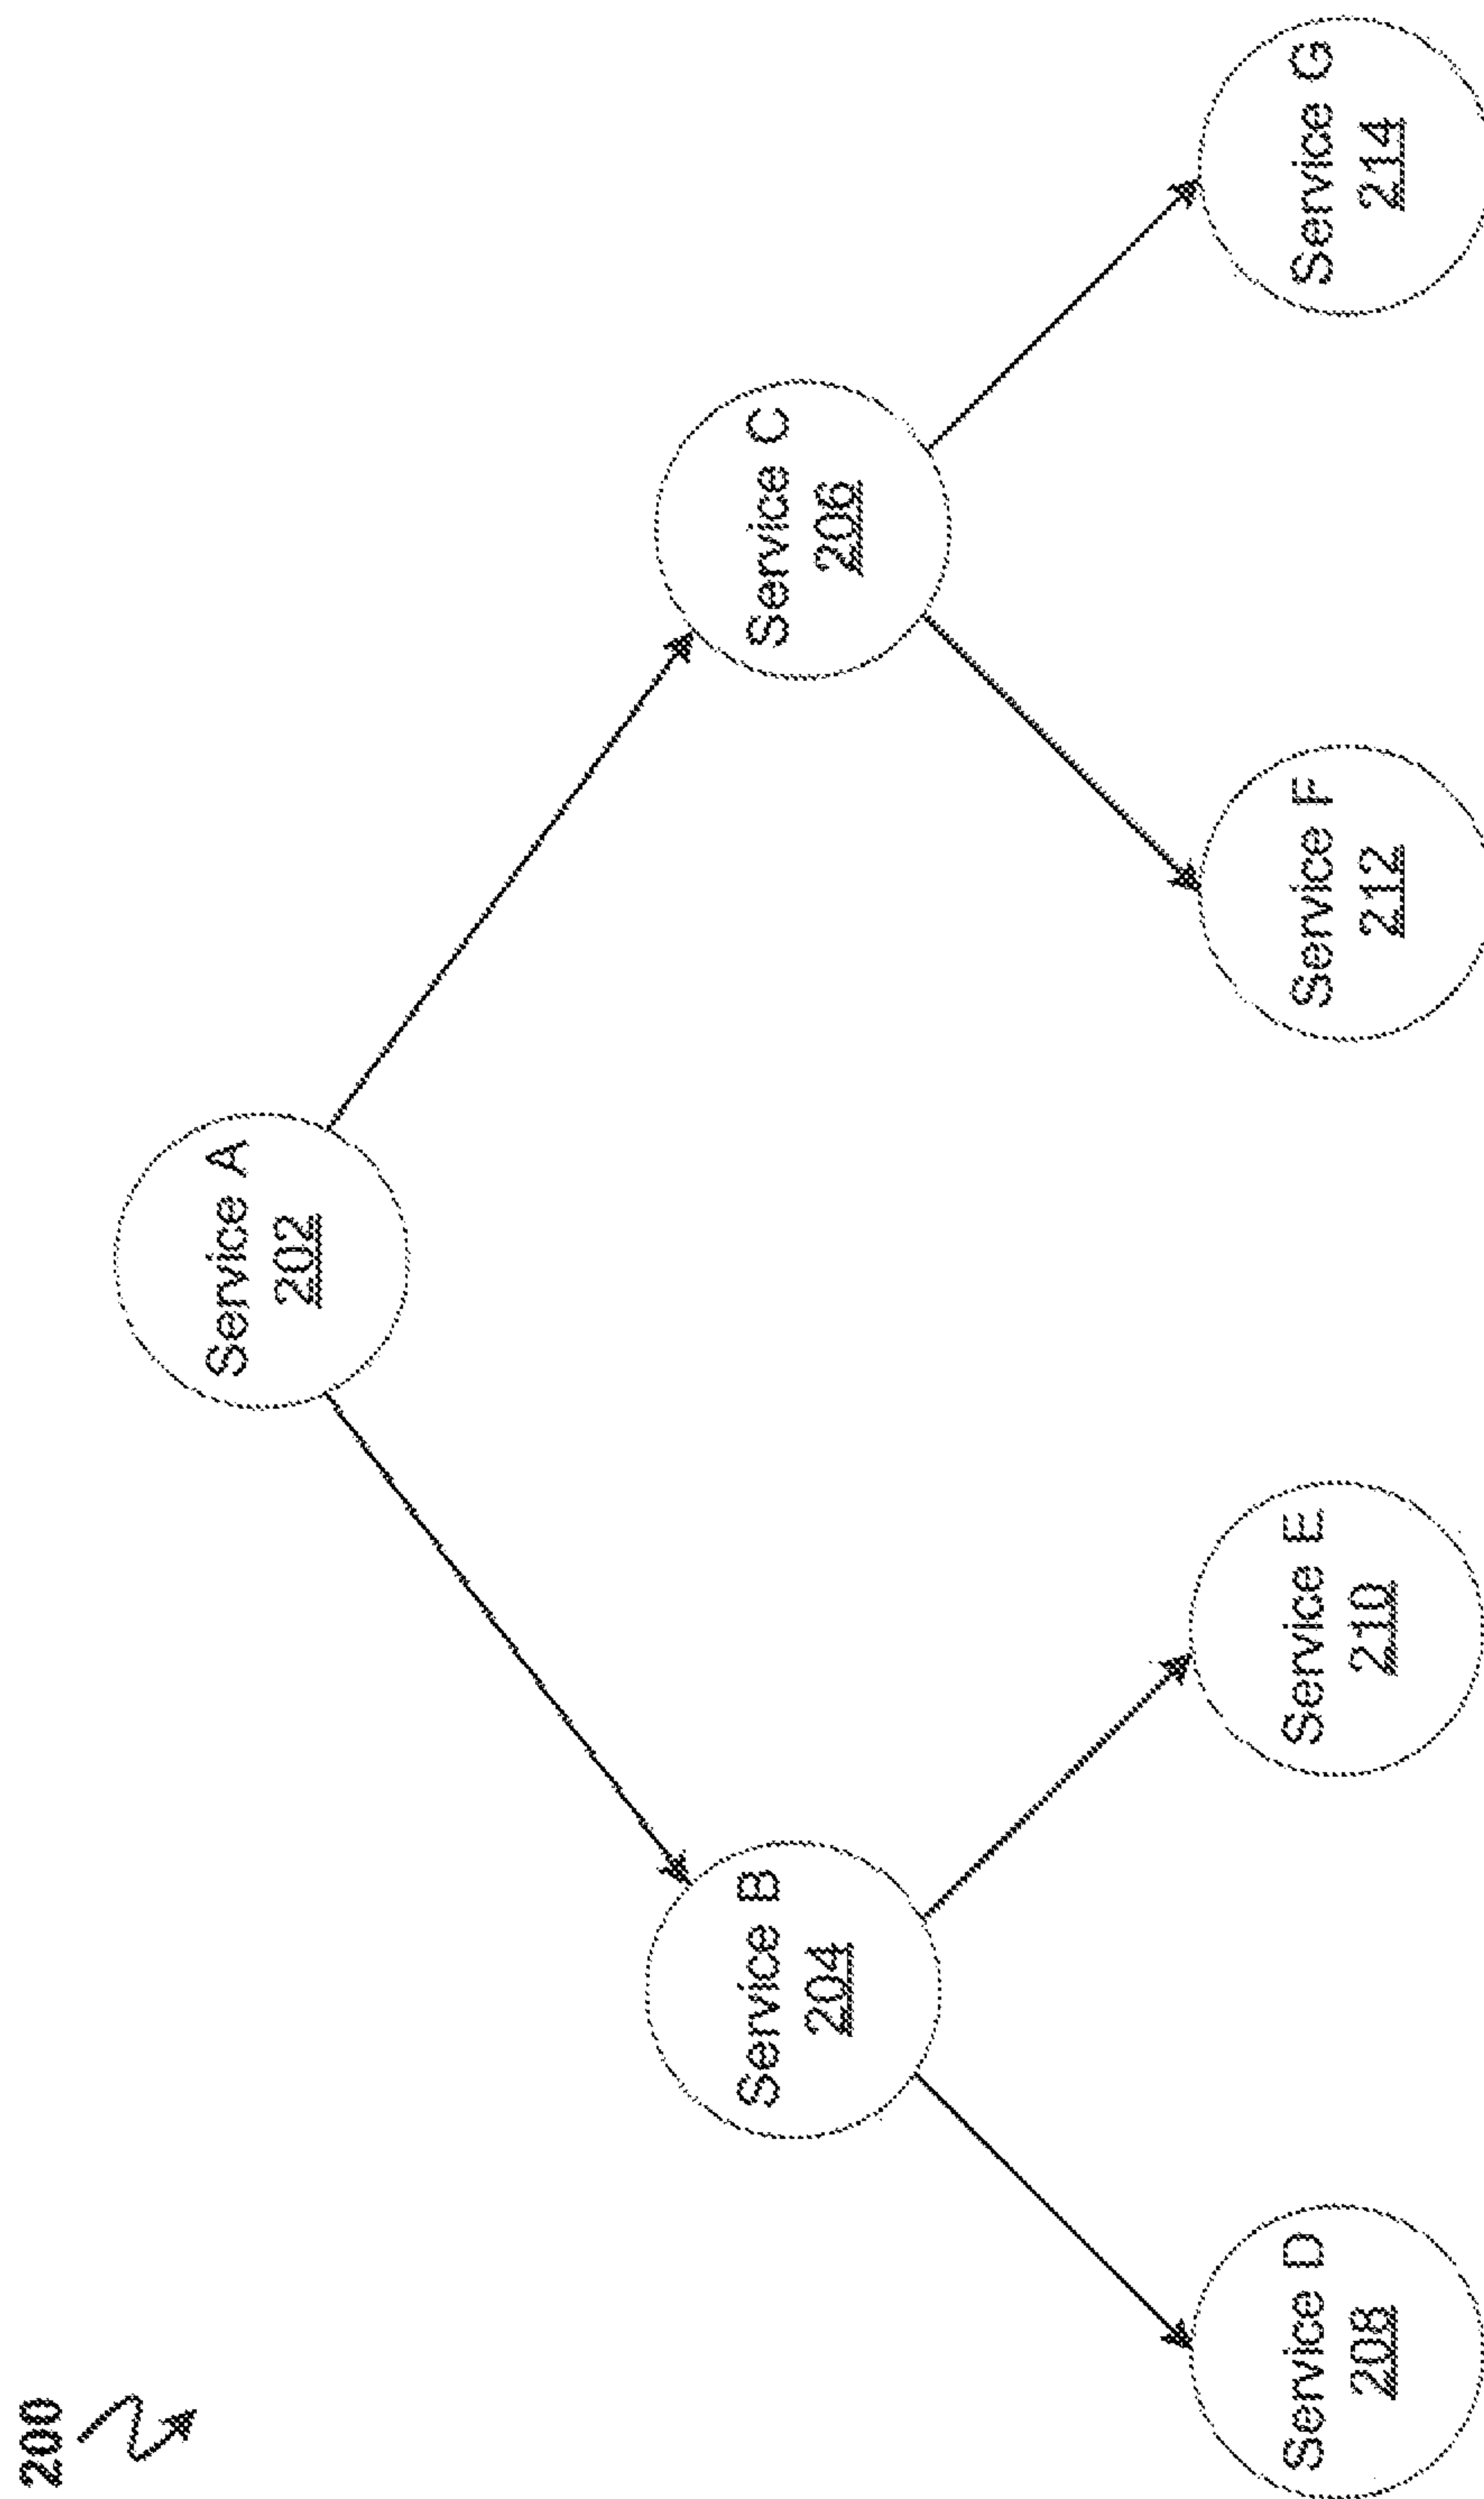 200
Service A
202
Service B
204
Service C
206
Service D
208
Service E
210
Service F
212
Service G
214